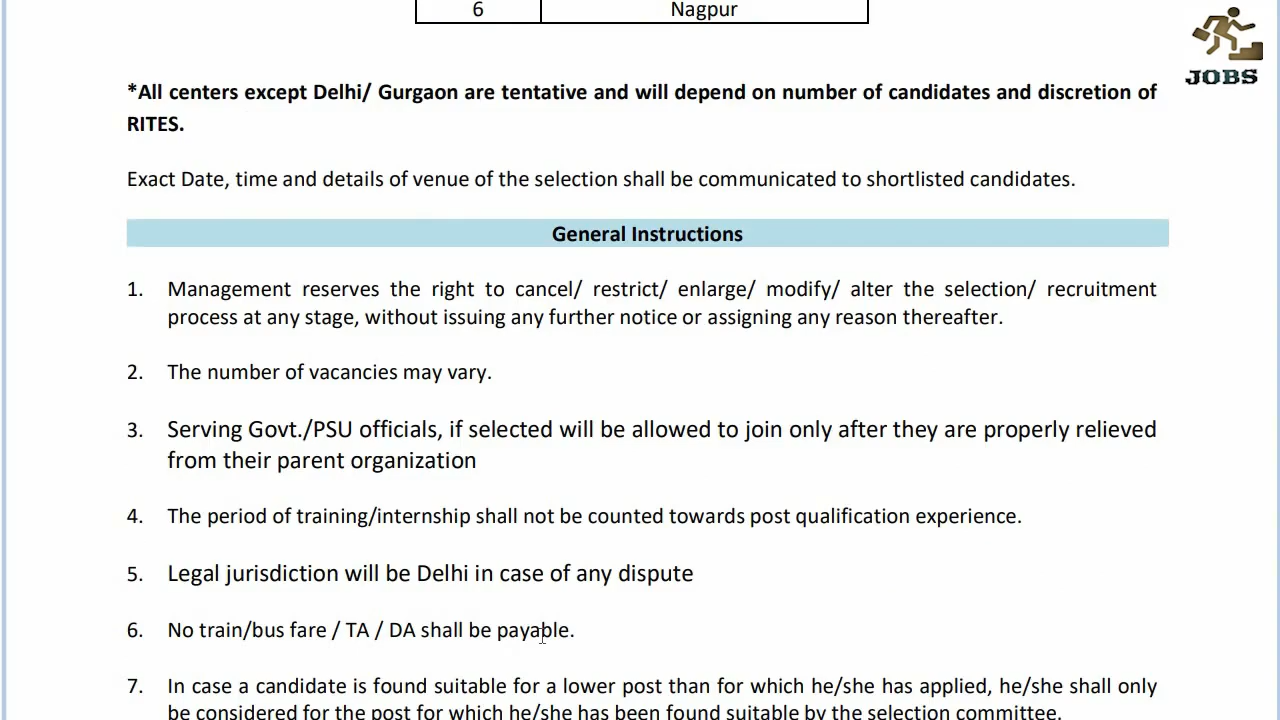 6 Nagpur
JOBS
*All centers except Delhi/ Gurgaon are tentative and will depend on number of candidates and discretion of
RITES.
Exact Date, time and details of venue of the selection shall be communicated to shortlisted candidates.
General Instructions
1. Management reserves the right to cancel/ restrict/ enlarge/ modify/ alter the selection/ recruitment
process at any stage, without issuing any further notice or assigning any reason thereafter.
2. The number of vacancies may vary.
3. Serving Govt./PSU officials, if selected will be allowed to join only after they are properly relieved
from their parent organization
4. The period of training/internship shall not be counted towards post qualification experience.
5. Legal jurisdiction will be Delhi in case of any dispute
6. No train/bus fare / TA / DA shall be payable.
7. In case a candidate is found suitable for a lower post than for which he/she has applied, he/she shall only
be considered for the post for which he/she has been found suitable by the selection committee.